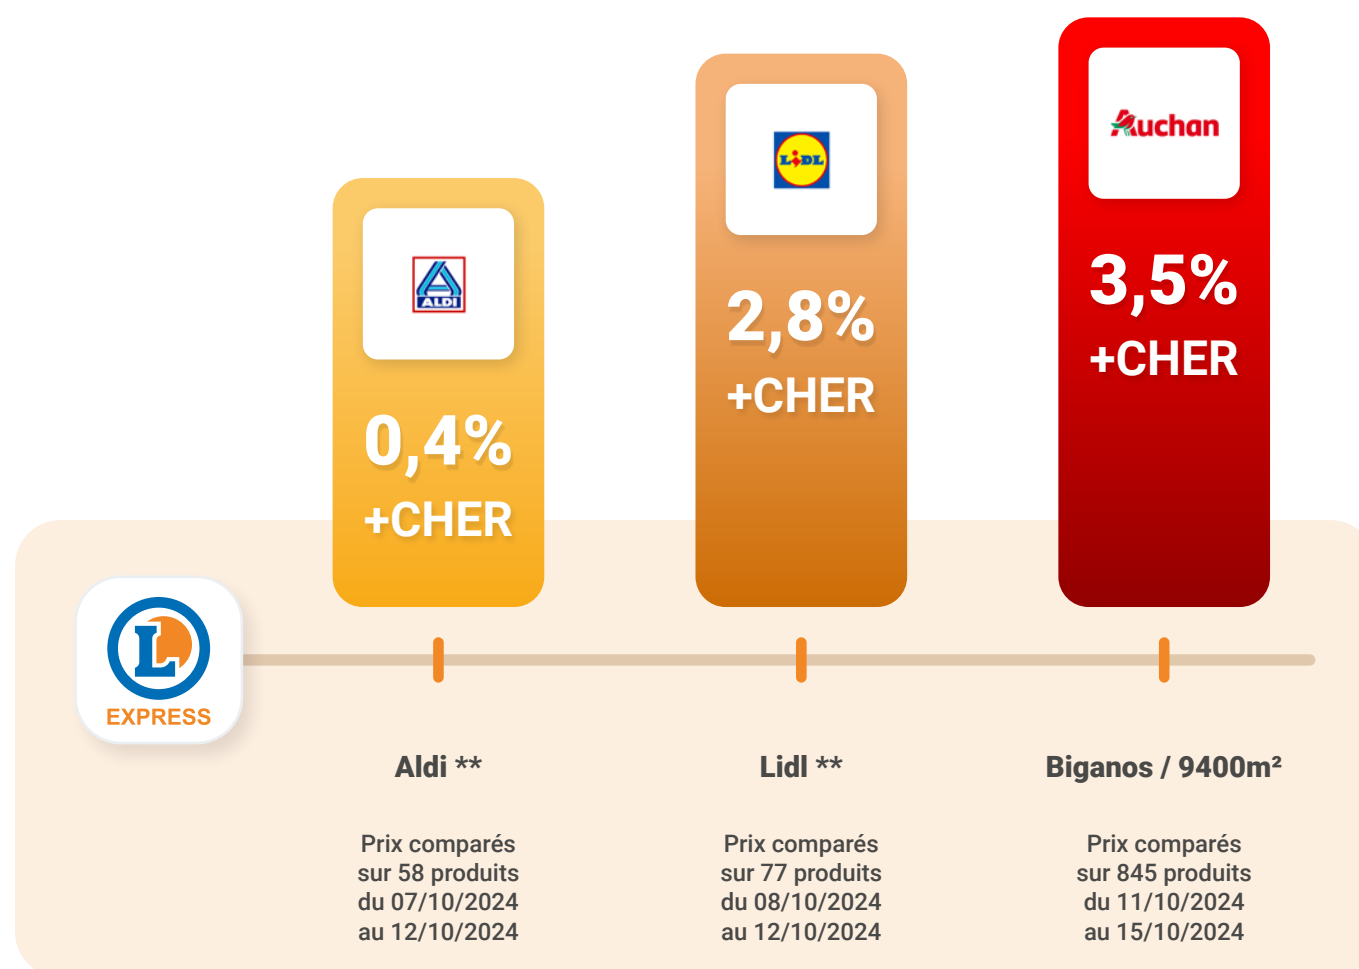 ALDI
0,4%
+CHER
LIDL
2,8%
+CHER
Auchan
3,5%
+CHER
L
EXPRESS
Aldi **
Prix comparés
sur 58 produits
du 07/10/2024
au 12/10/2024
Lidl **
Prix comparés
sur 77 produits
du 08/10/2024
au 12/10/2024
Biganos / 9400m²
Prix comparés
sur 845 produits
du 11/10/2024
au 15/10/2024